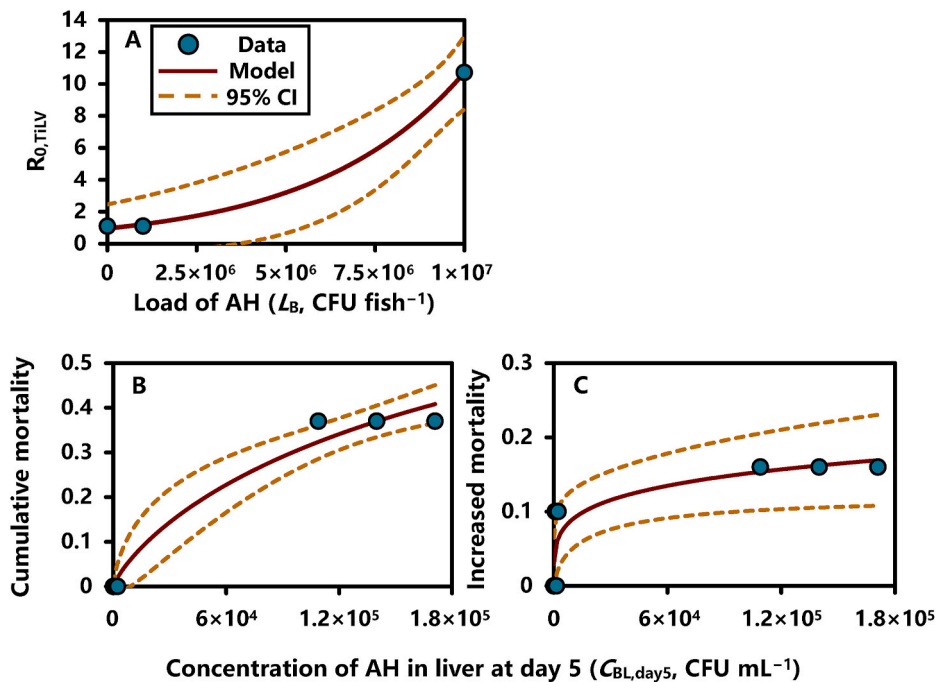 14
12
10
8
6
4
2
0
R0,TiLV
A
Data
Model
95% CI
0
2.5×10⁶
5×10⁶
7.5×10⁶
1×10⁷
Load of AH (LB, CFU fish⁻¹)
0.5
0.4
0.3
0.2
0.1
0
Cumulative mortality
B
0
6×10⁴
1.2×10⁵
1.8×10⁵
0.3
0.2
0.1
0
Increased mortality
C
0
6×10⁴
1.2×10⁵
1.8×10⁵
Concentration of AH in liver at day 5 (CBL,day5, CFU mL⁻¹)